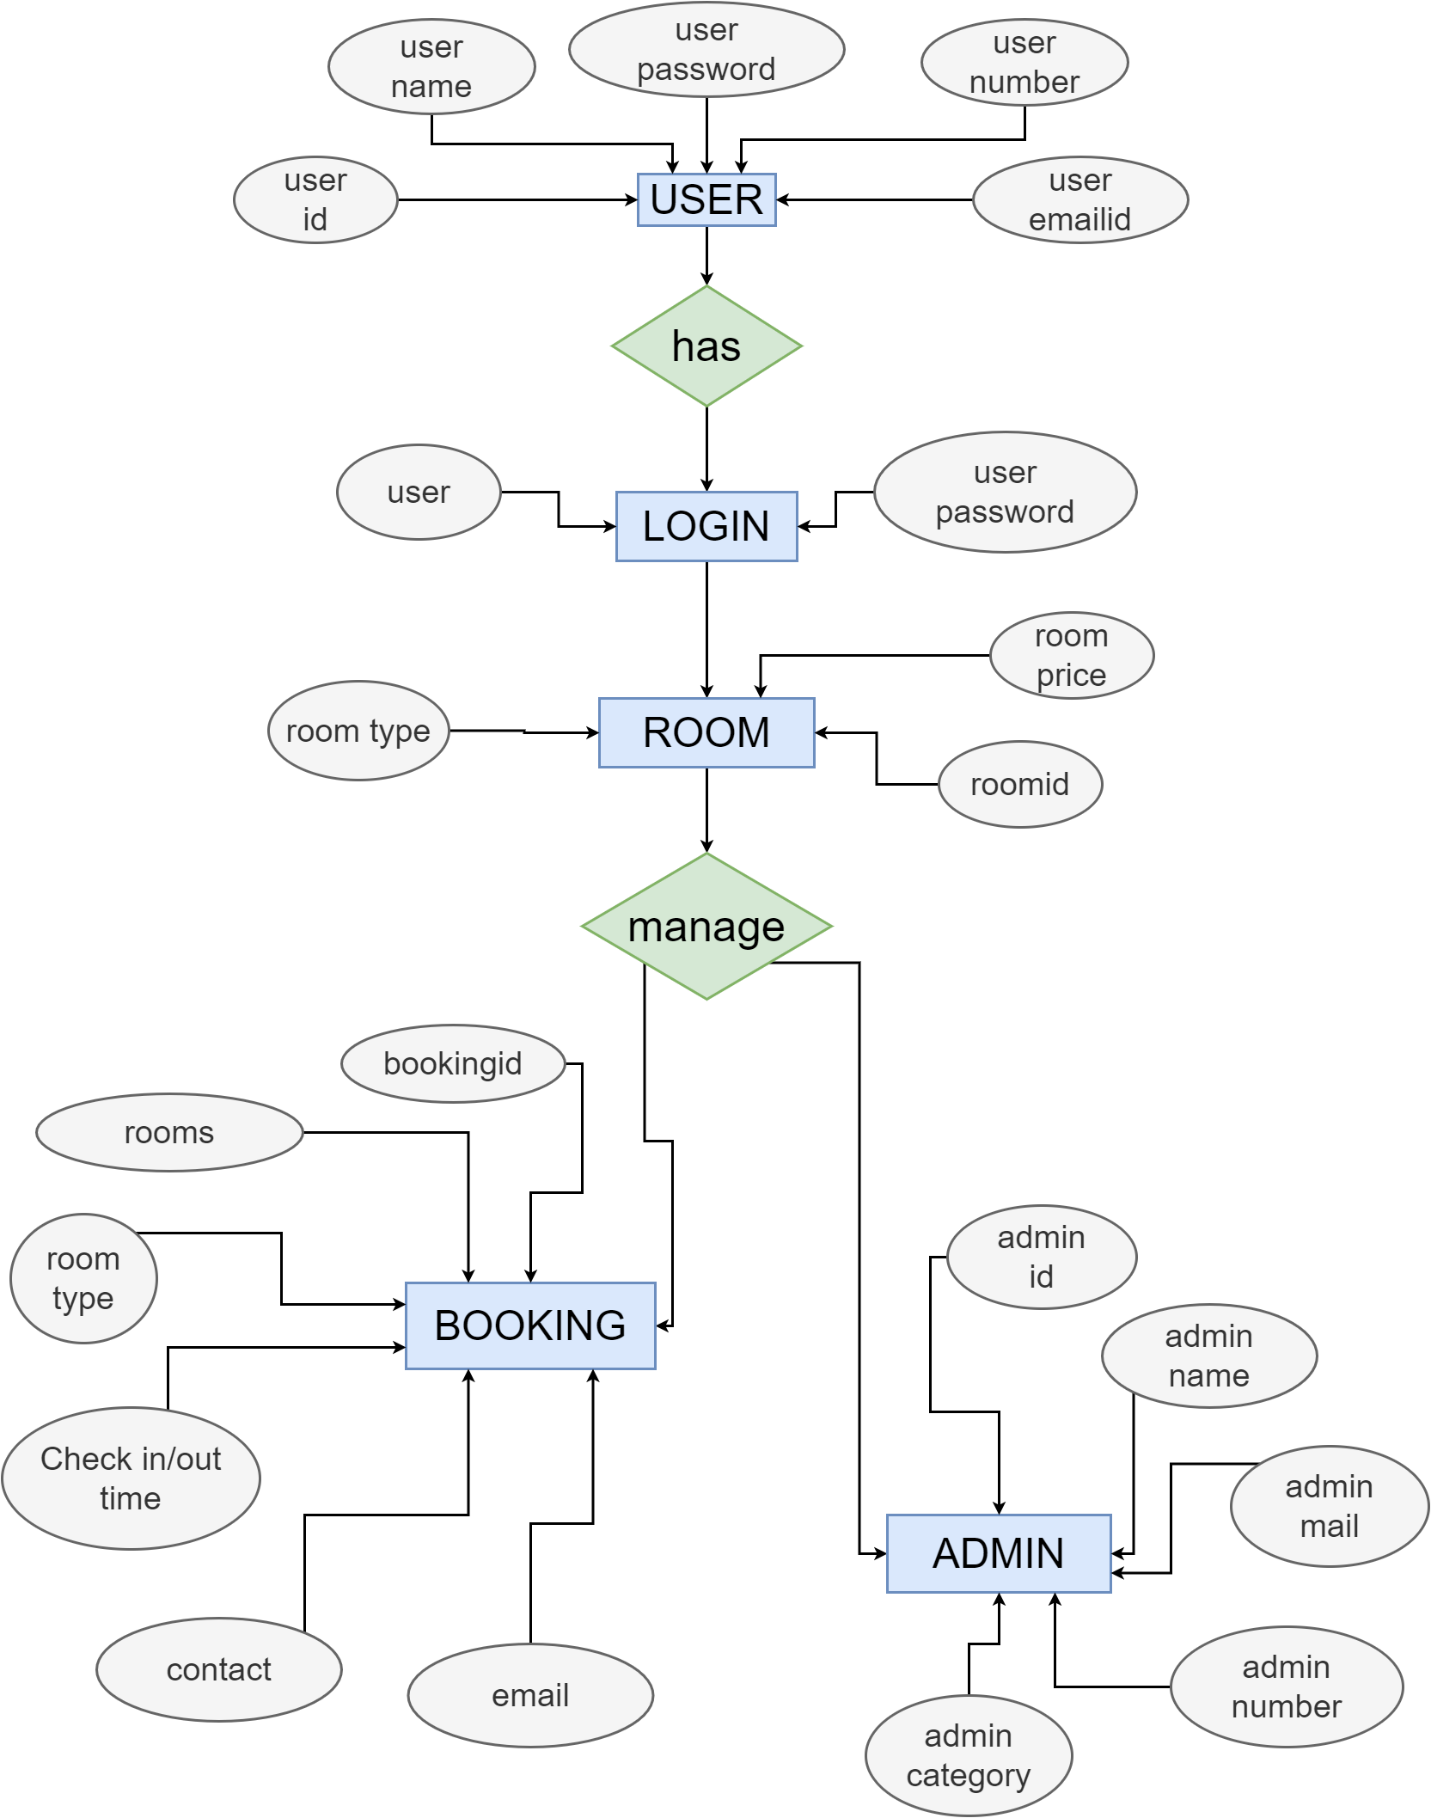 user
name
user
password
user
number
user
id
USER
user
emailid
has
user
LOGIN
user
password
room
price
room type
ROOM
roomid
manage
bookingid
rooms
room
type
BOOKING
admin
id
admin
name
Check in/out
time
admin
mail
ADMIN
contact
email
admin
number
admin
category